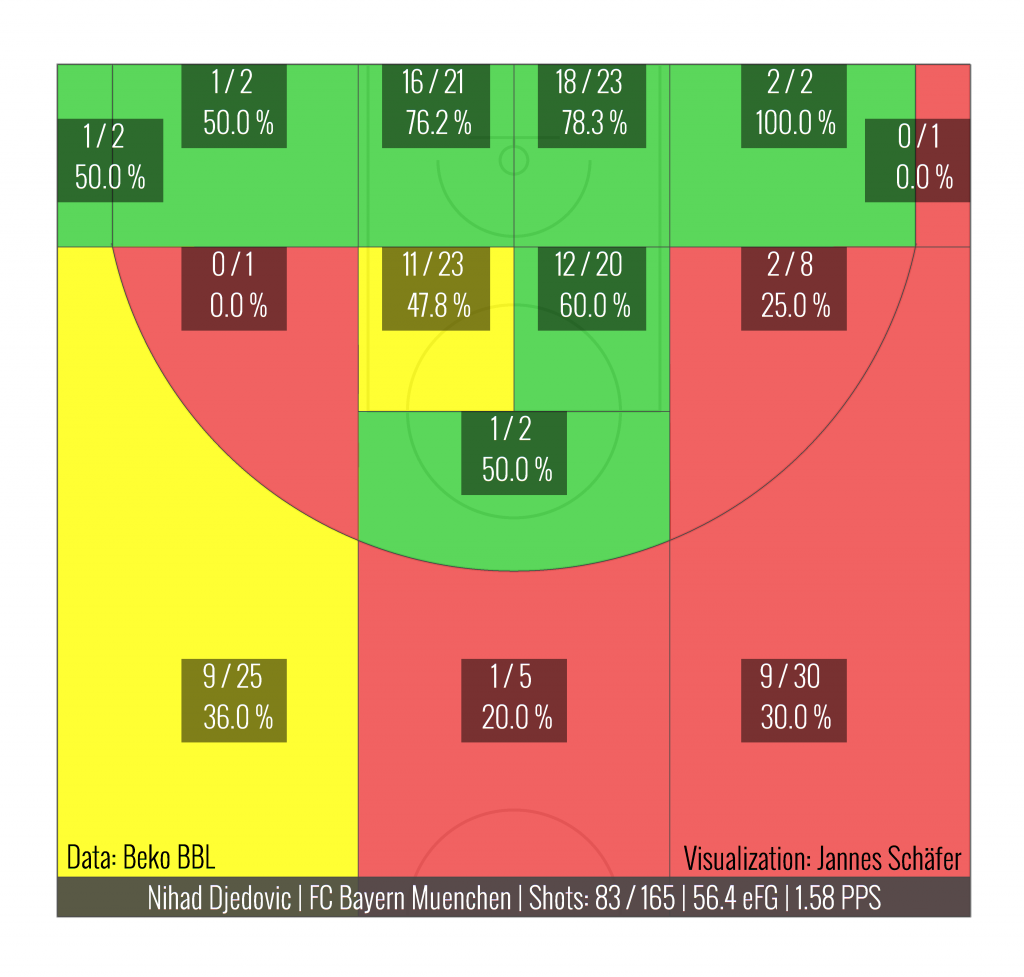 1 / 2
50.0 %
16 / 21
76.2 %
18 / 23
78.3 %
2 / 2
100.0 %
1 / 2
50.0 %
0 / 1
0.0 %
0 / 1
0.0 %
11 / 23
47.8 %
12 / 20
60.0 %
2 / 8
25.0 %
1 / 2
50.0 %
9 / 25
36.0 %
1 / 5
20.0 %
9 / 30
30.0 %
Data: Beko BBL
Visualization: Jannes Schäfer
Nihad Djedovic | FC Bayern Muenchen | Shots: 83 / 165 | 56.4 eFG | 1.58 PPS